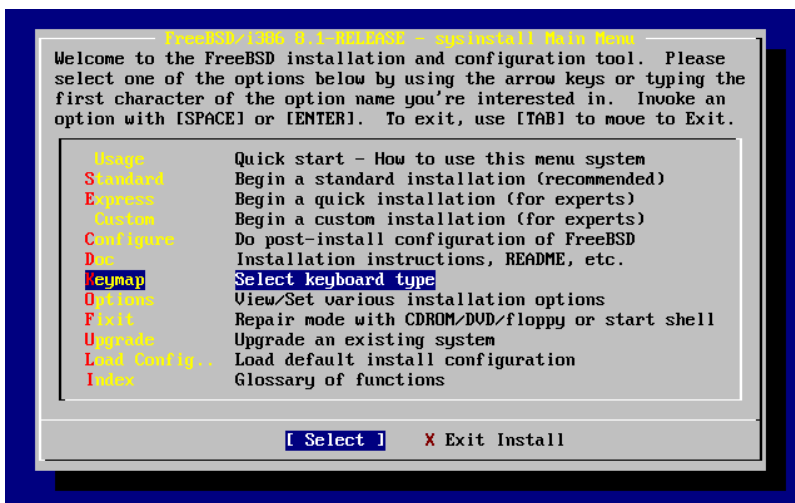 FreeBSD/i386 8.1-RELEASE - sysinstall Main Menu
Welcome to the FreeBSD installation and configuration tool.  Please
select one of the options below by using the arrow keys or typing the
first character of the option name you're interested in.  Invoke an
option with [SPACE] or [ENTER].  To exit, use [TAB] to move to Exit.
Usage Quick start - How to use this menu system
Standard Begin a standard installation (recommended)
Express Begin a quick installation (for experts)
Custom Begin a custom installation (for experts)
Configure Do post-install configuration of FreeBSD
Doc Installation instructions, README, etc.
Keymap Select keyboard type
Options View/Set various installation options
Fixit Repair mode with CDROM/DVD/floppy or start shell
Upgrade Upgrade an existing system
Load Config.. Load default install configuration
Index Glossary of functions
[ Select ] X Exit Install